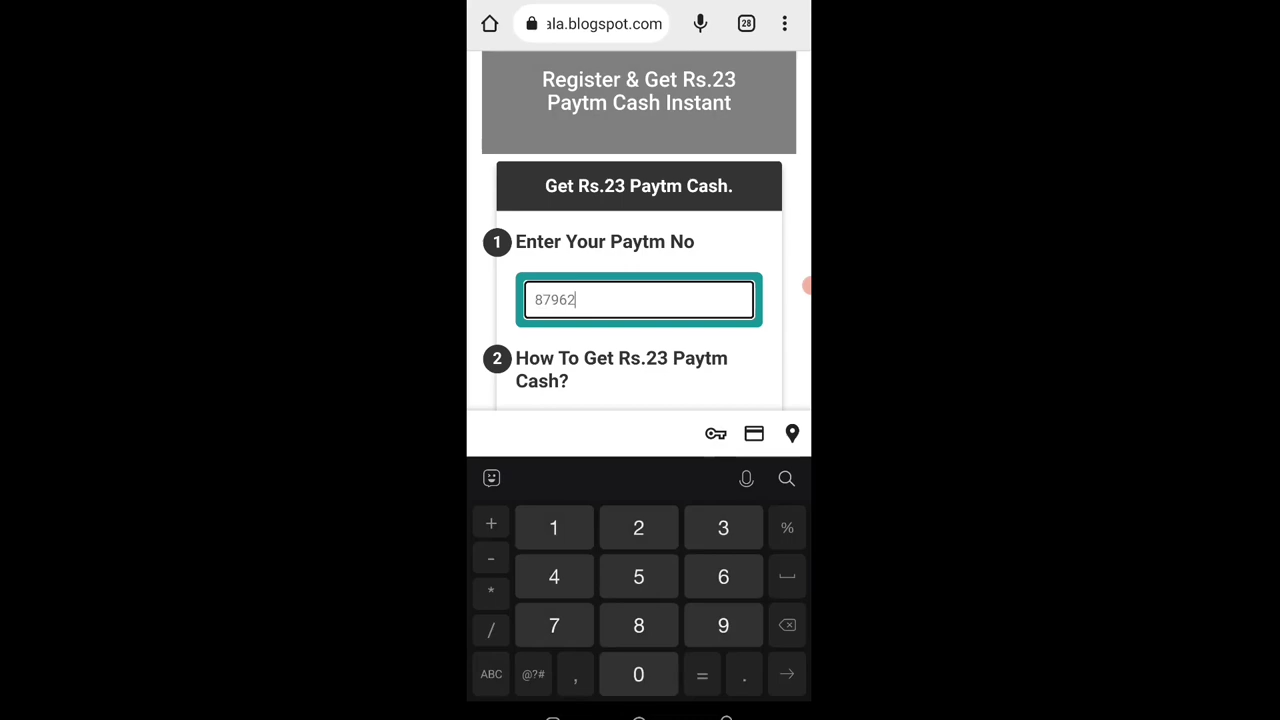 ala.blogspot.com
28
Register & Get Rs.23
Paytm Cash Instant
Get Rs.23 Paytm Cash.
1 Enter Your Paytm No
87962
2 How To Get Rs.23 Paytm
Cash?
+ 1 2 3 %
- 4 5 6
*
7 8 9
/
ABC @?# , 0 = .